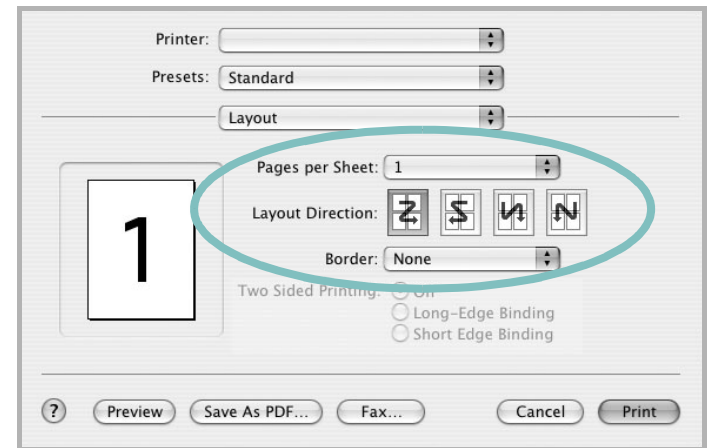 Printer:
Presets: Standard
Layout
Pages per Sheet: 1
Layout Direction:
Border: None
1
Two Sided Printing:
Long-Edge Binding
Short Edge Binding
? Preview Save As PDF... Fax... Cancel Print